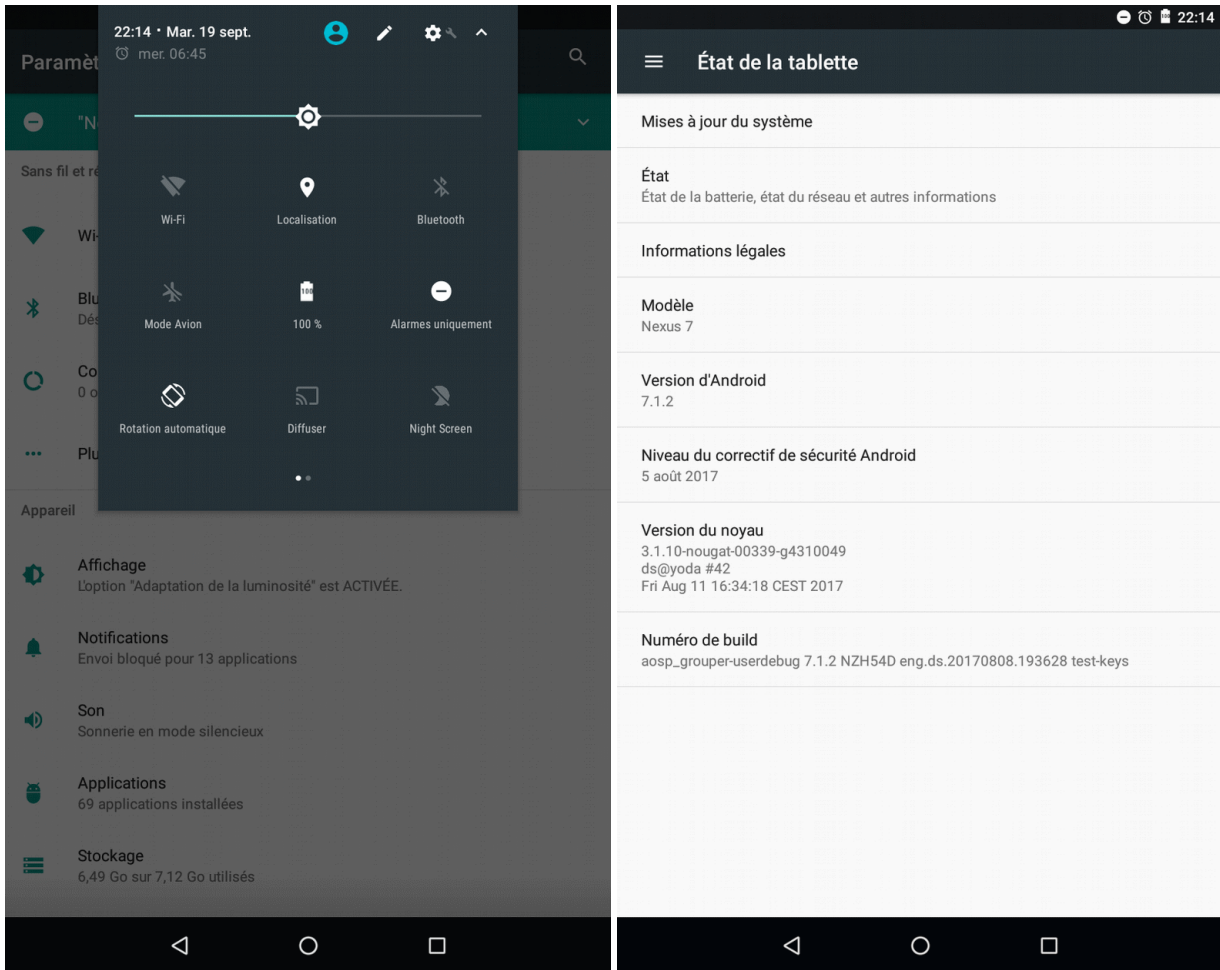 22:14 • Mar. 19 sept.
mer. 06:45
Paramèt
"N
Sans fil et ré
Wi-Fi
Localisation
Bluetooth
Wi-
Mode Avion
100
100 %
Alarmes uniquement
Blu
Dés
Co
0 o
Rotation automatique
Diffuser
Night Screen
Plu
Appareil
Affichage
L'option "Adaptation de la luminosité" est ACTIVÉE.
Notifications
Envoi bloqué pour 13 applications
Son
Sonnerie en mode silencieux
Applications
69 applications installées
Stockage
6,49 Go sur 7,12 Go utilisés
100 22:14
État de la tablette
Mises à jour du système
État
État de la batterie, état du réseau et autres informations
Informations légales
Modèle
Nexus 7
Version d'Android
7.1.2
Niveau du correctif de sécurité Android
5 août 2017
Version du noyau
3.1.10-nougat-00339-g4310049
ds@yoda #42
Fri Aug 11 16:34:18 CEST 2017
Numéro de build
aosp_grouper-userdebug 7.1.2 NZH54D eng.ds.20170808.193628 test-keys